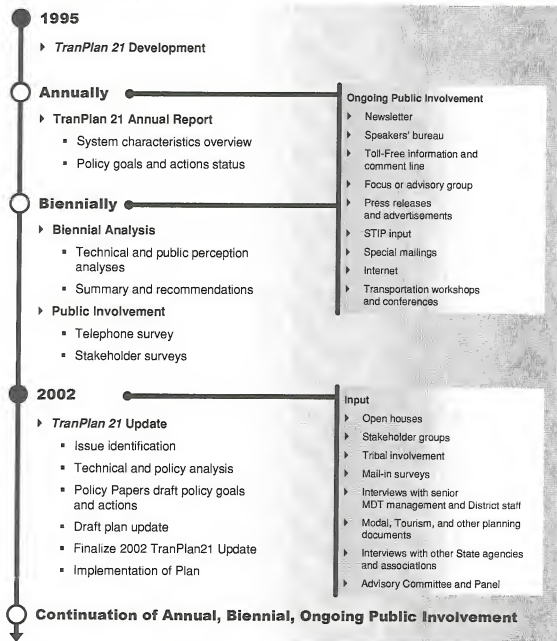 1995
TranPlan 21 Development
Annually
TranPlan 21 Annual Report
System characteristics overview
Policy goals and actions status
Biennially
Biennial Analysis
Technical and public perception
analyses
Summary and recommendations
Public Involvement
Telephone survey
Stakeholder surveys
Ongoing Public Involvement
Newsletter
Speakers' bureau
Toll-Free information and
comment line
Focus or advisory group
Press releases
and advertisements
STIP input
Special mailings
Internet
Transportation workshops
and conferences
2002
TranPlan 21 Update
Issue identification
Technical and policy analysis
Policy Papers draft policy goals
and actions
Draft plan update
Finalize 2002 TranPlan21 Update
Implementation of Plan
Input
Open houses
Stakeholder groups
Tribal involvement
Mail-in surveys
Interviews with senior
MDT management and District staff
Modal, Tourism, and other planning
documents
Interviews with other State agencies
and associations
Advisory Committee and Panel
Continuation of Annual, Biennial, Ongoing Public Involvement